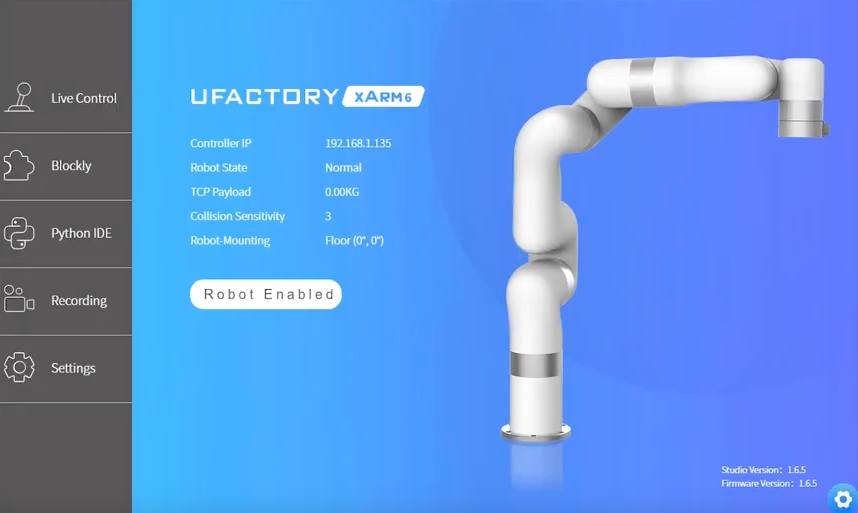 Live Control
Blockly
Python IDE
Recording
Settings
UFACTORY xARM6
Controller IP 192.168.1.135
Robot State Normal
TCP Payload 0.00KG
Collision Sensitivity 3
Robot-Mounting Floor (0°, 0°)
Robot Enabled
Studio Version: 1.6.5
Firmware Version: 1.6.5